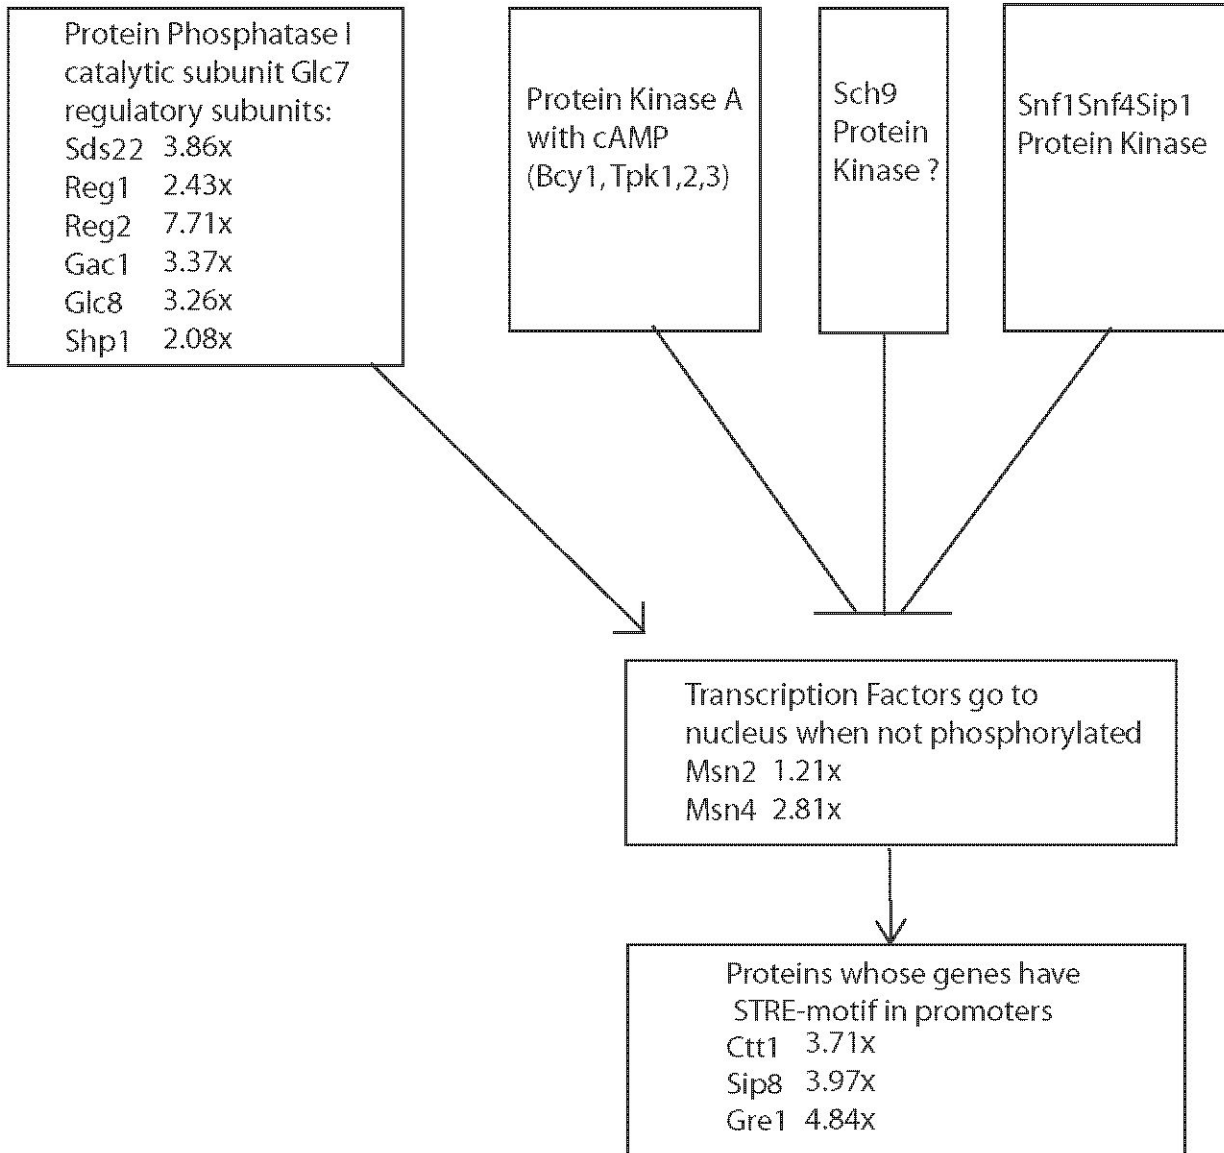 Protein Phosphatase I
catalytic subunit Glc7
regulatory subunits:
Sds22 3.86x
Reg1 2.43x
Reg2 7.71x
Gac1 3.37x
Glc8 3.26x
Shp1 2.08x
Protein Kinase A
with cAMP
(Bcy1, Tpk1,2,3)
Sch9
Protein
Kinase ?
Snf1Snf4Sip1
Protein Kinase
Transcription Factors go to
nucleus when not phosphorylated
Msn2 1.21x
Msn4 2.81x
Proteins whose genes have
STRE-motif in promoters
Ctt1 3.71x
Sip8 3.97x
Gre1 4.84x